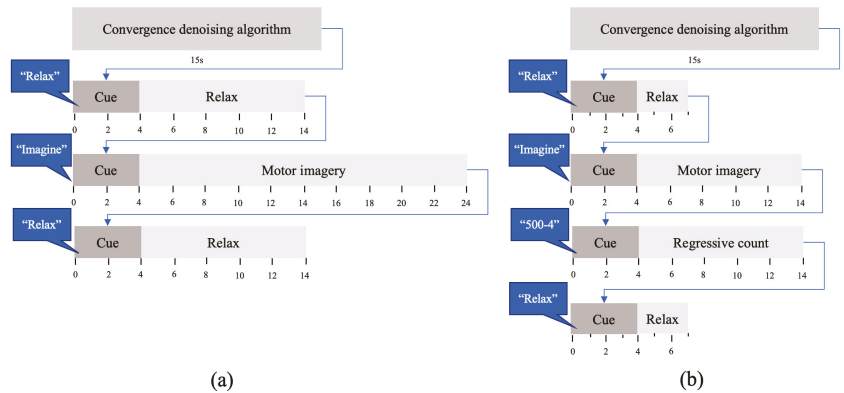 Convergence denoising algorithm
15s
“Relax”
Cue
Relax
0 2 4 6 8 10 12 14
“Imagine”
Cue
Motor imagery
0 2 4 6 8 10 12 14 16 18 20 22 24
“Relax”
Cue
Relax
0 2 4 6 8 10 12 14
(a)
Convergence denoising algorithm
15s
“Relax”
Cue
Relax
0 2 4 6
“Imagine”
Cue
Motor imagery
0 2 4 6 8 10 12 14
“500-4”
Cue
Regressive count
0 2 4 6 8 10 12 14
“Relax”
Cue
Relax
0 2 4 6
(b)